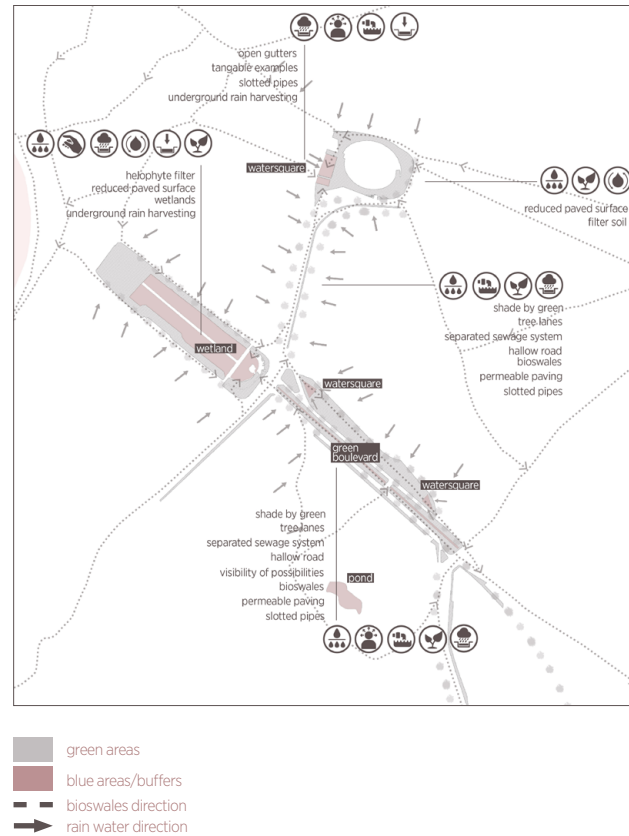 open gutters
tangable examples
slotted pipes
underground rain harvesting
watersquare
helophyte filter
reduced paved surface
wetlands
underground rain harvesting
reduced paved surface
filter soil
shade by green
tree lanes
separated sewage system
hallow road
bioswales
permeable paving
slotted pipes
wetland
watersquare
green
boulevard
watersquare
shade by green
tree lanes
separated sewage system
hallow road
visibility of possibilities
bioswales
permeable paving
slotted pipes
pond
green areas
blue areas/buffers
bioswales direction
rain water direction